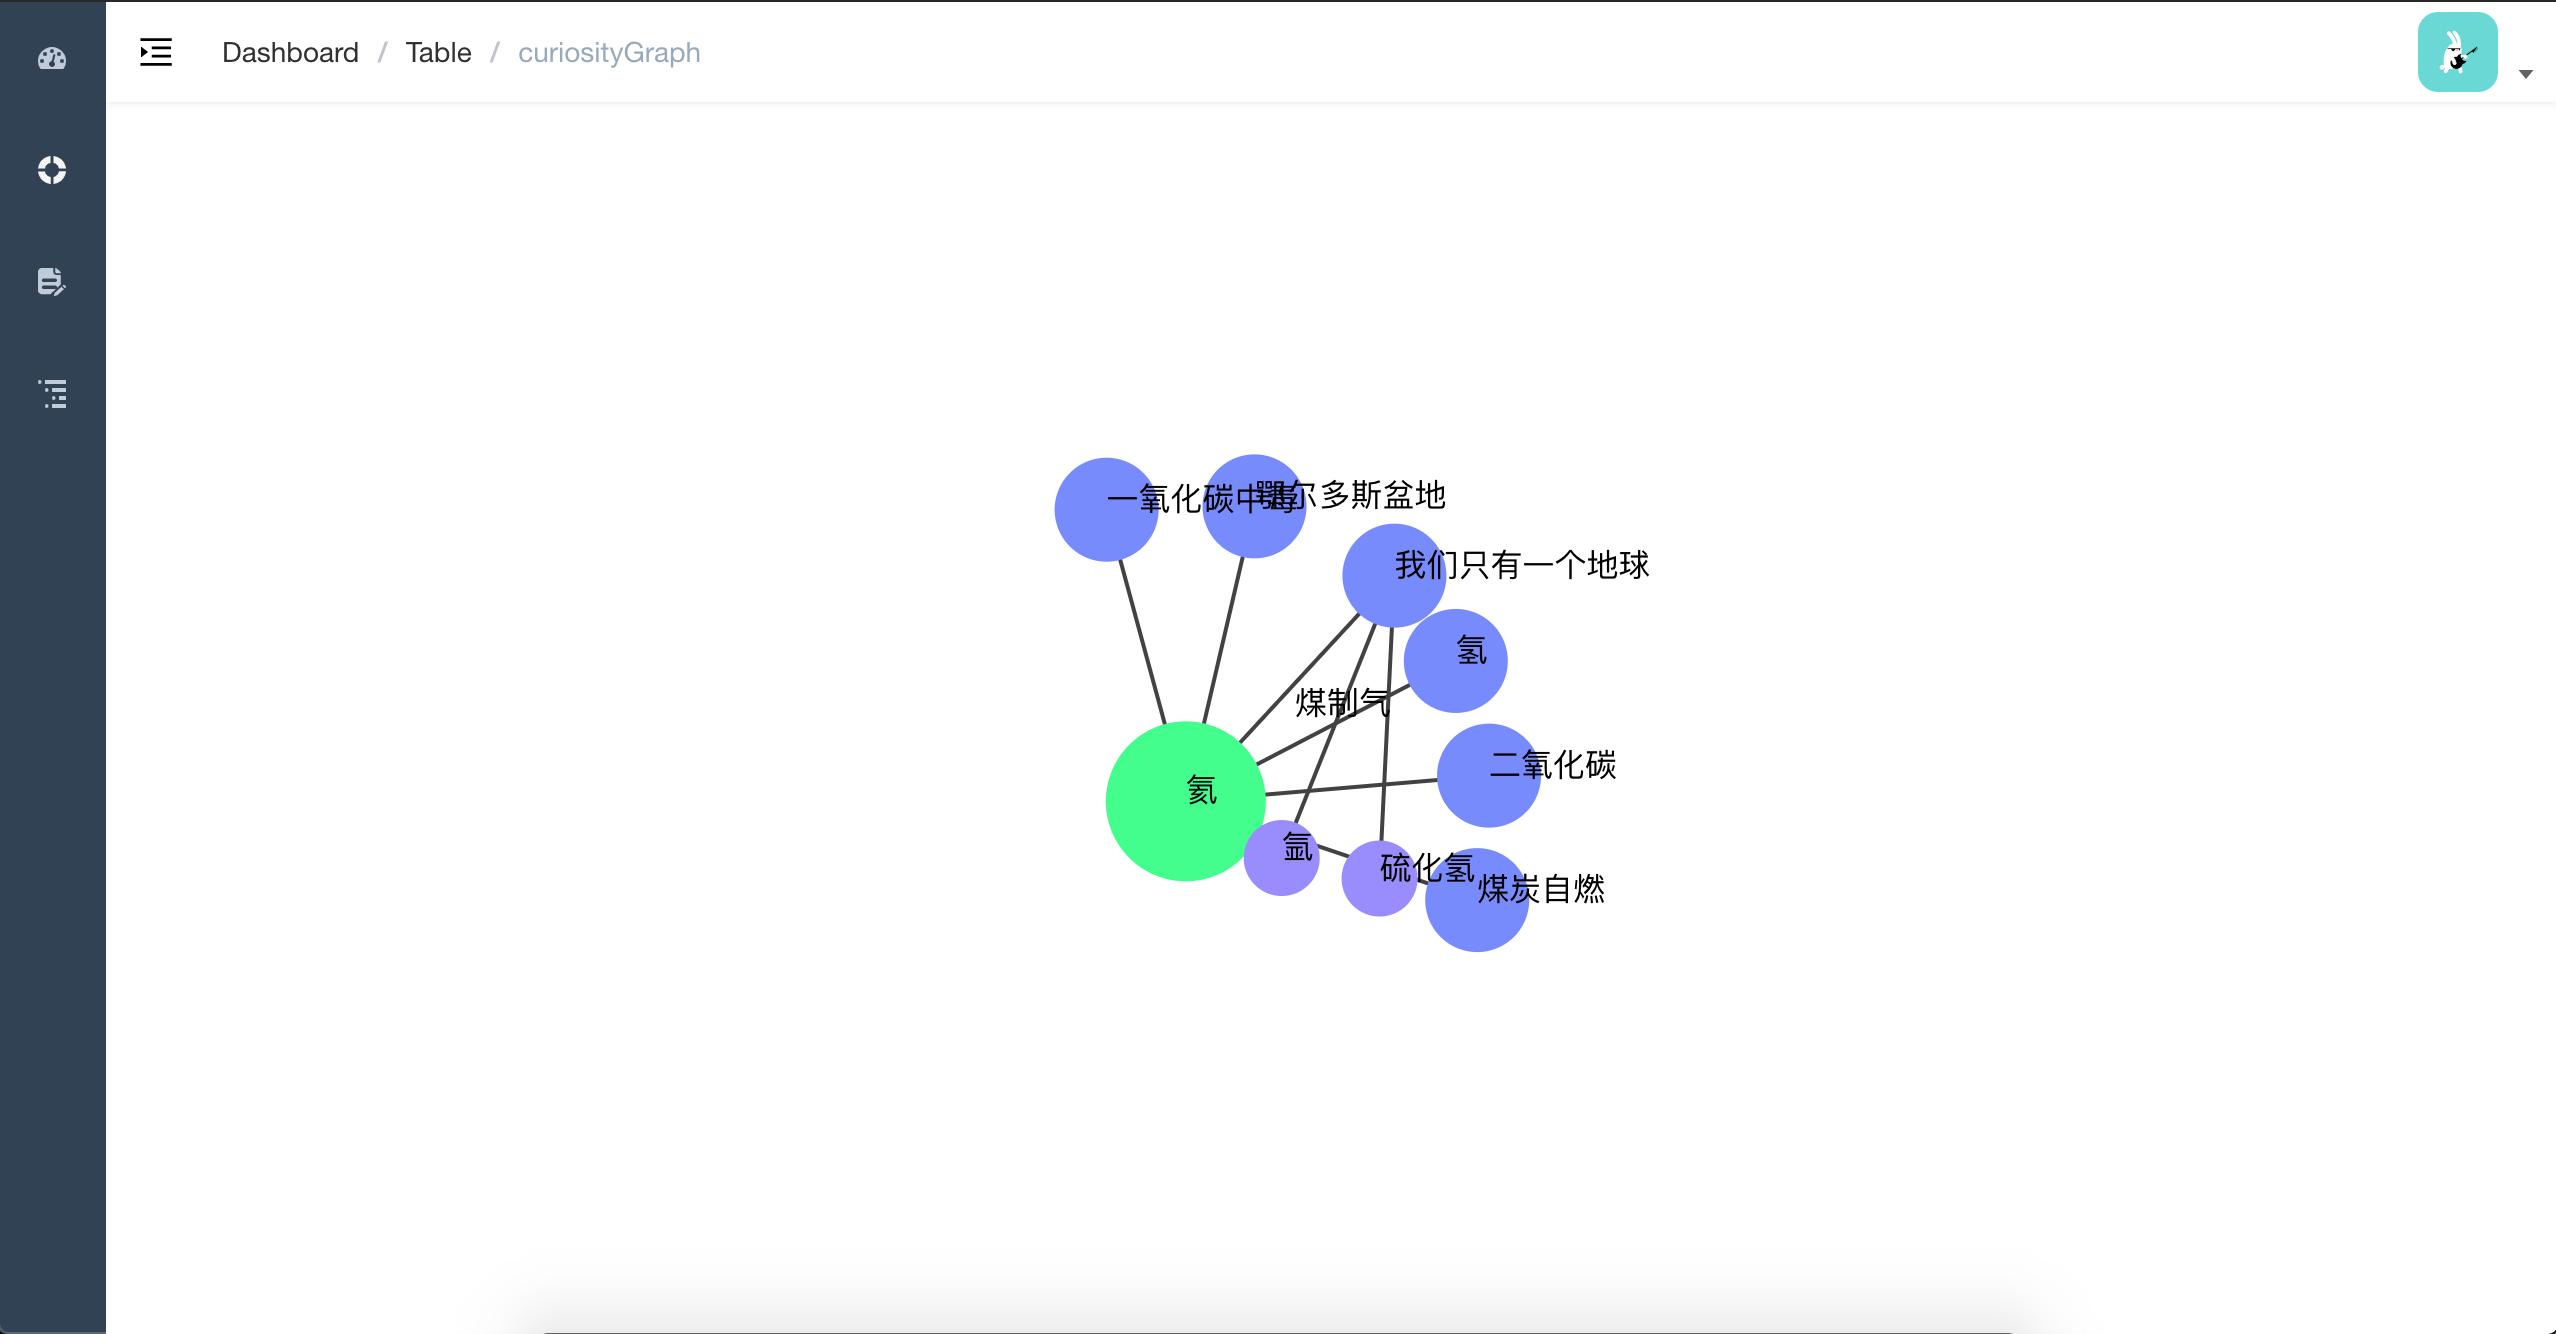 Dashboard / Table / curiosityGraph
一氧化碳中毒
鄂尔多斯盆地
我们只有一个地球
氢
煤制气
二氧化碳
氦
氩
硫化氢
煤炭自燃